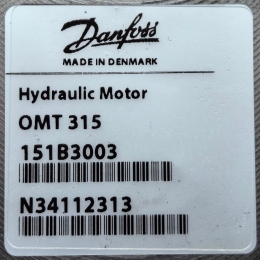 Danfoss
MADE IN DENMARK
Hydraulic Motor
OMT 315
151B3003
N34112313